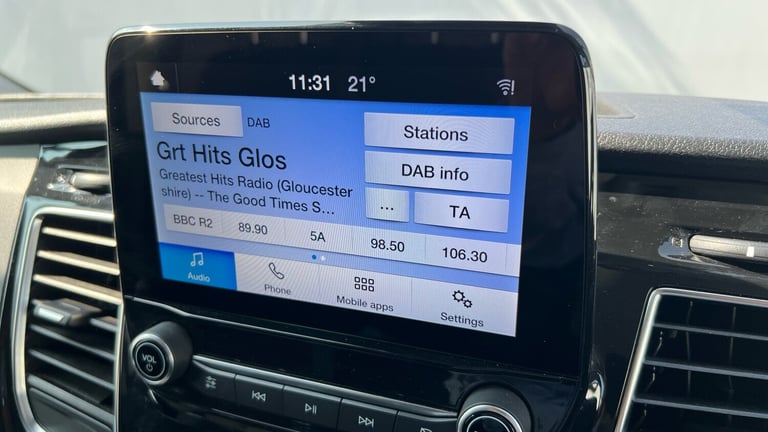 11:31 21°
Sources DAB
Stations
Grt Hits Glos
DAB info
Greatest Hits Radio (Gloucester
shire) -- The Good Times S...
... TA
BBC R2 89.90 5A 98.50 106.30
Audio Phone Mobile apps Settings
VOL